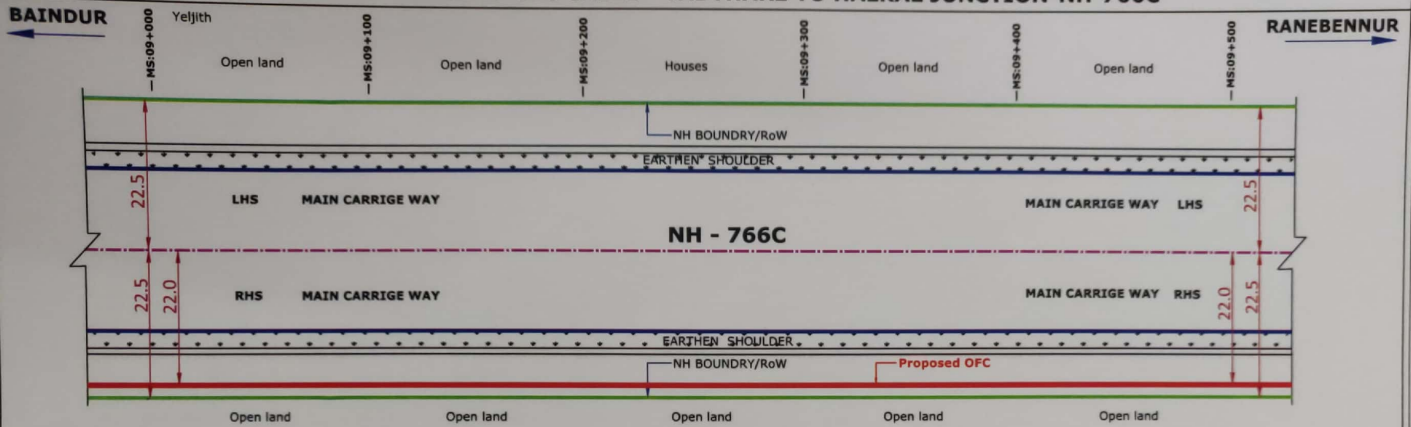 BAINDUR
Yeljith
RANEBENNUR
MS:09+000
MS:09+100
MS:09+200
MS:09+300
MS:09+400
MS:09+500
Open land
Open land
Houses
Open land
Open land
NH BOUNDRY/RoW
EARTHEN SHOULDER
22.5
LHS MAIN CARRIGE WAY
MAIN CARRIGE WAY LHS
22.5
NH - 766C
22.5
22.0
RHS MAIN CARRIGE WAY
MAIN CARRIGE WAY RHS
22.0
22.5
EARTHEN SHOULDER
NH BOUNDRY/RoW
Proposed OFC
Open land
Open land
Open land
Open land
Open land